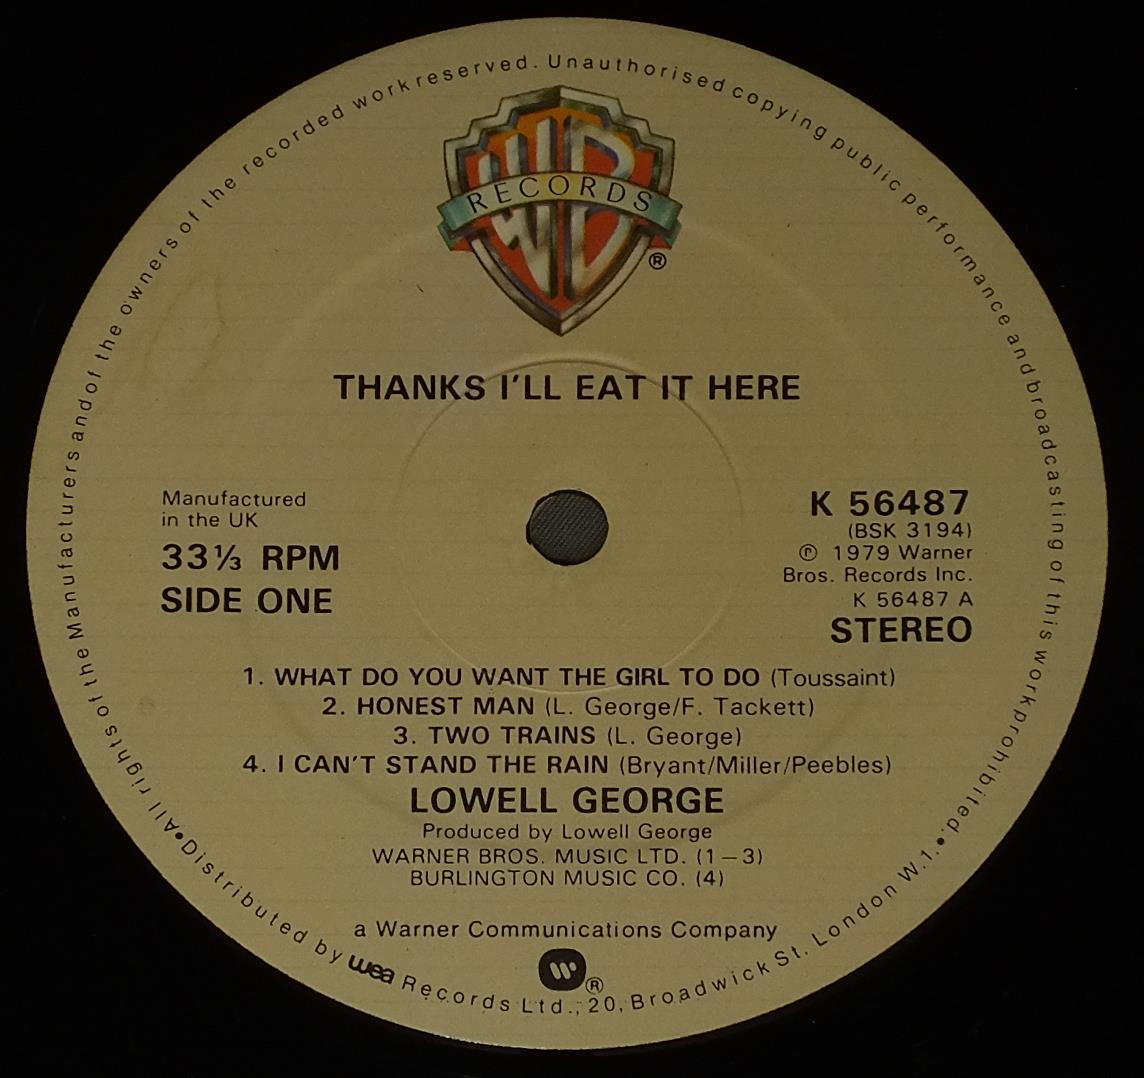 All rights of the Manufacturers and of the owners of the recorded work reserved. Unauthorised copying public performance and broadcasting of this work prohibited.
WB
RECORDS
®
THANKS I'LL EAT IT HERE
Manufactured
in the UK
33⅓ RPM
SIDE ONE
K 56487
(BSK 3194)
℗ 1979 Warner
Bros. Records Inc.
K 56487 A
STEREO
1. WHAT DO YOU WANT THE GIRL TO DO (Toussaint)
2. HONEST MAN (L. George/F. Tackett)
3. TWO TRAINS (L. George)
4. I CAN'T STAND THE RAIN (Bryant/Miller/Peebles)
LOWELL GEORGE
Produced by Lowell George
WARNER BROS. MUSIC LTD. (1–3)
BURLINGTON MUSIC CO. (4)
a Warner Communications Company
®
•Distributed by wea Records Ltd., 20, Broadwick St. London W.1.•